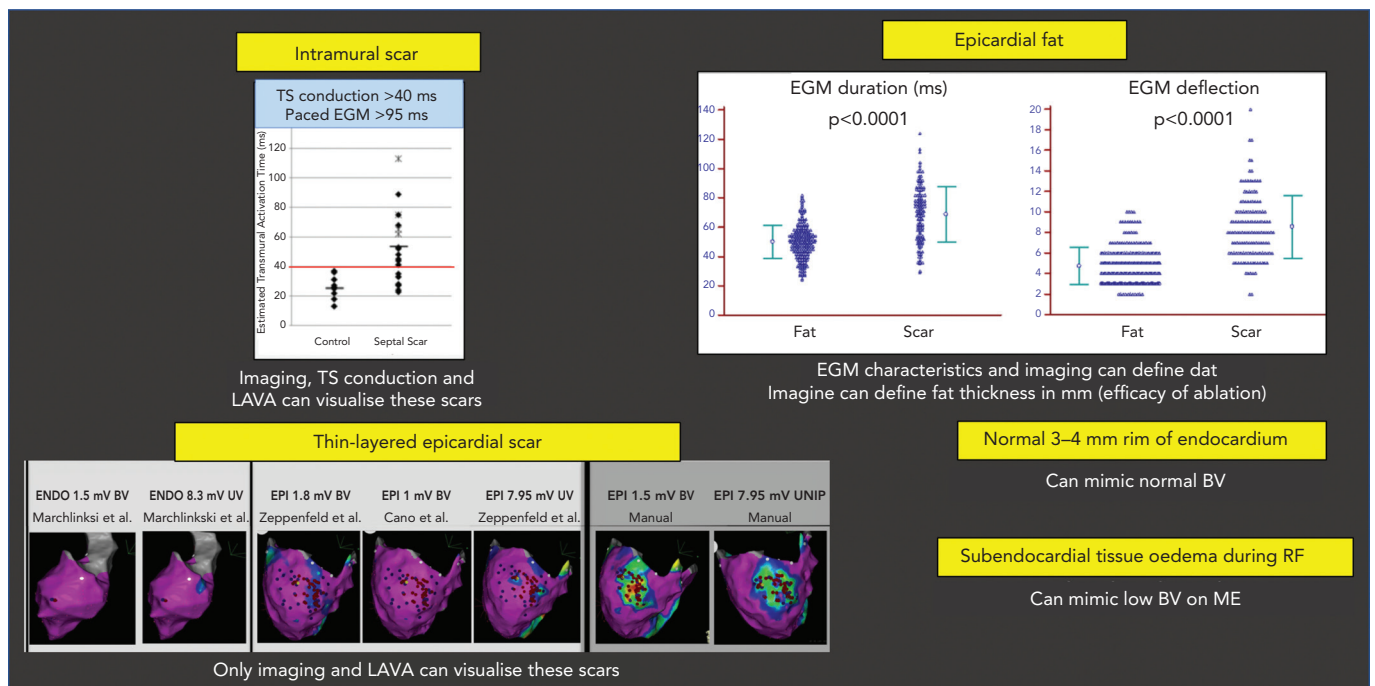 Intramural scar
TS conduction >40 ms
Paced EGM >95 ms
Estimated Transmural Activation Time (ms)
120
100
80
60
40
20
0
Control
Septal Scar
Imaging, TS conduction and
LAVA can visualise these scars
Epicardial fat
EGM duration (ms)
p<0.0001
140
120
100
80
60
40
20
0
Fat
Scar
EGM deflection
p<0.0001
20
18
16
14
12
10
8
6
4
2
0
Fat
Scar
EGM characteristics and imaging can define dat
Imagine can define fat thickness in mm (efficacy of ablation)
Thin-layered epicardial scar
ENDO 1.5 mV BV
Marchlinksi et al.
ENDO 8.3 mV UV
Marchlinkski et al.
EPI 1.8 mV BV
Zeppenfeld et al.
EPI 1 mV BV
Cano et al.
EPI 7.95 mV UV
Zeppenfeld et al.
EPI 1.5 mV BV
Manual
EPI 7.95 mV UNIP
Manual
Only imaging and LAVA can visualise these scars
Normal 3–4 mm rim of endocardium
Can mimic normal BV
Subendocardial tissue oedema during RF
Can mimic low BV on ME